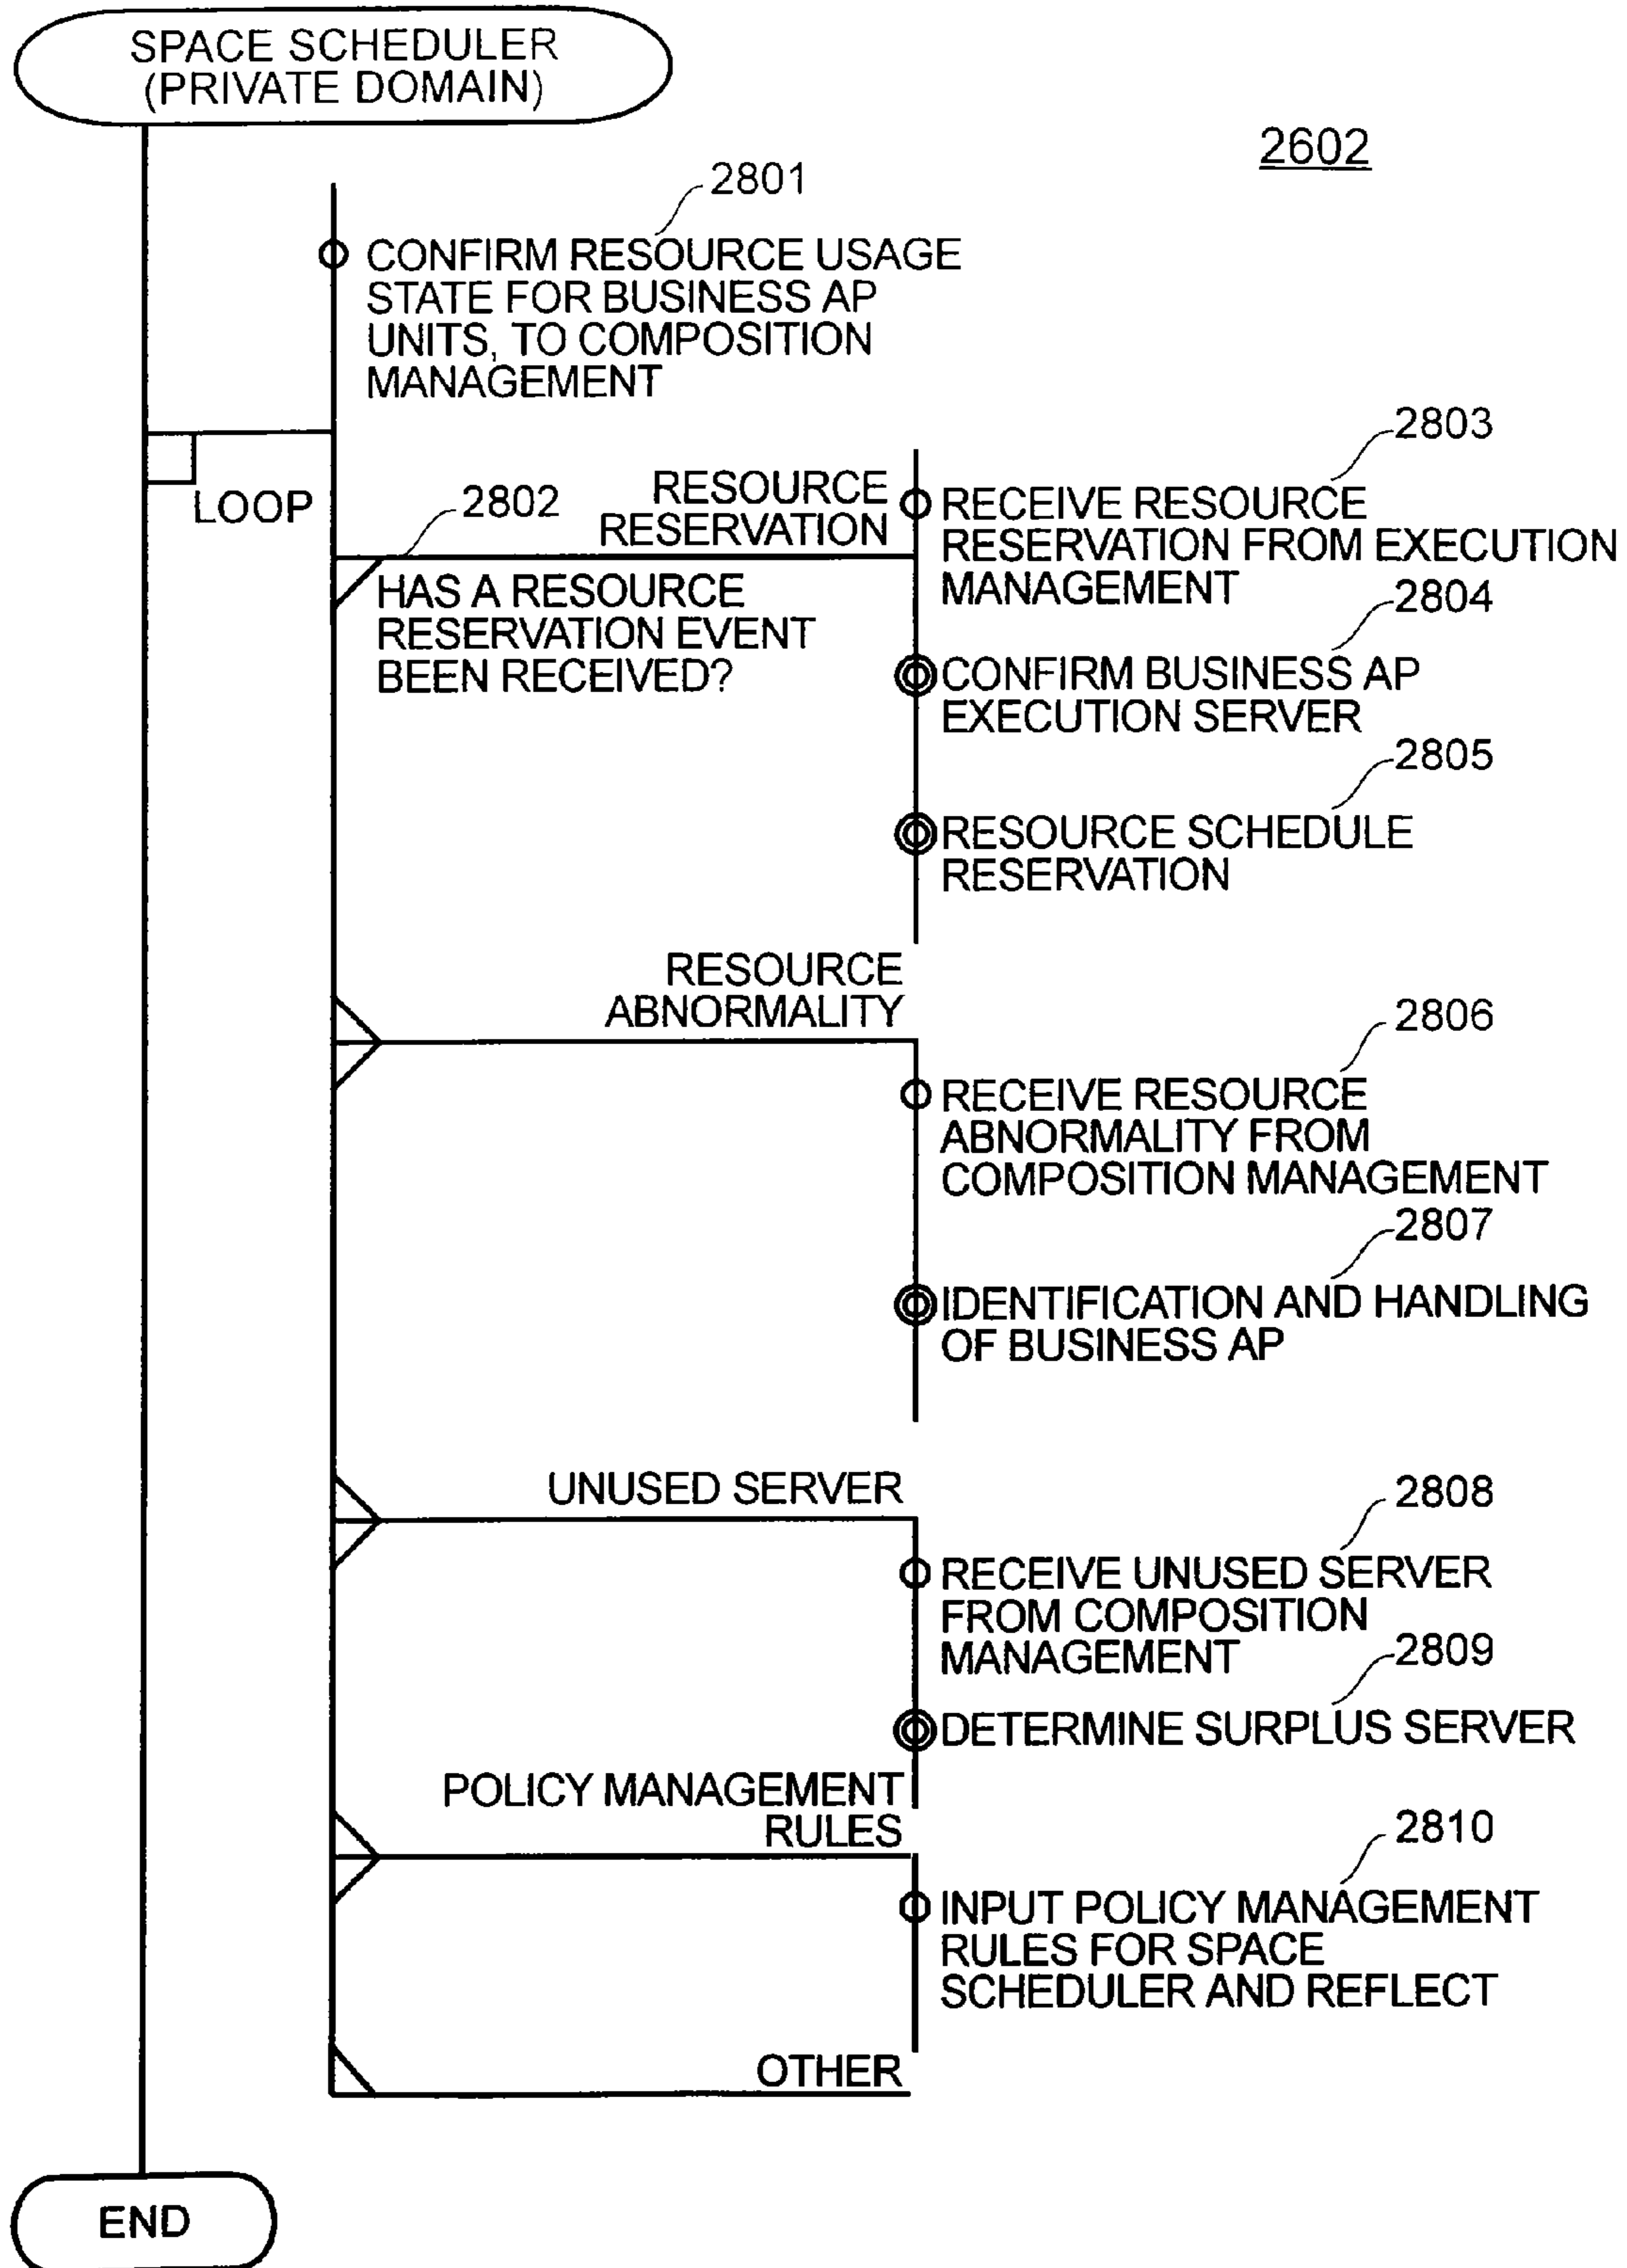 SPACE SCHEDULER
(PRIVATE DOMAIN)
2602
2801
CONFIRM RESOURCE USAGE
STATE FOR BUSINESS AP
UNITS, TO COMPOSITION
MANAGEMENT
LOOP
2802
HAS A RESOURCE
RESERVATION EVENT
BEEN RECEIVED?
RESOURCE
RESERVATION
2803
RECEIVE RESOURCE
RESERVATION FROM EXECUTION
MANAGEMENT
2804
CONFIRM BUSINESS AP
EXECUTION SERVER
2805
RESOURCE SCHEDULE
RESERVATION
RESOURCE
ABNORMALITY
2806
RECEIVE RESOURCE
ABNORMALITY FROM
COMPOSITION MANAGEMENT
2807
IDENTIFICATION AND HANDLING
OF BUSINESS AP
UNUSED SERVER
2808
RECEIVE UNUSED SERVER
FROM COMPOSITION
MANAGEMENT
2809
DETERMINE SURPLUS SERVER
POLICY MANAGEMENT
RULES
2810
INPUT POLICY MANAGEMENT
RULES FOR SPACE
SCHEDULER AND REFLECT
OTHER
END